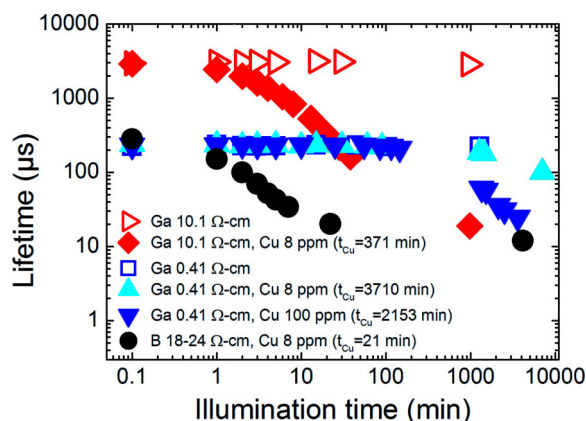 10000
1000
100
10
1
Lifetime (µs)
Ga 10.1 Ω-cm
Ga 10.1 Ω-cm, Cu 8 ppm (tCu=371 min)
Ga 0.41 Ω-cm
Ga 0.41 Ω-cm, Cu 8 ppm (tCu=3710 min)
Ga 0.41 Ω-cm, Cu 100 ppm (tCu=2153 min)
B 18-24 Ω-cm, Cu 8 ppm (tCu=21 min)
0.1 1 10 100 1000 10000
Illumination time (min)